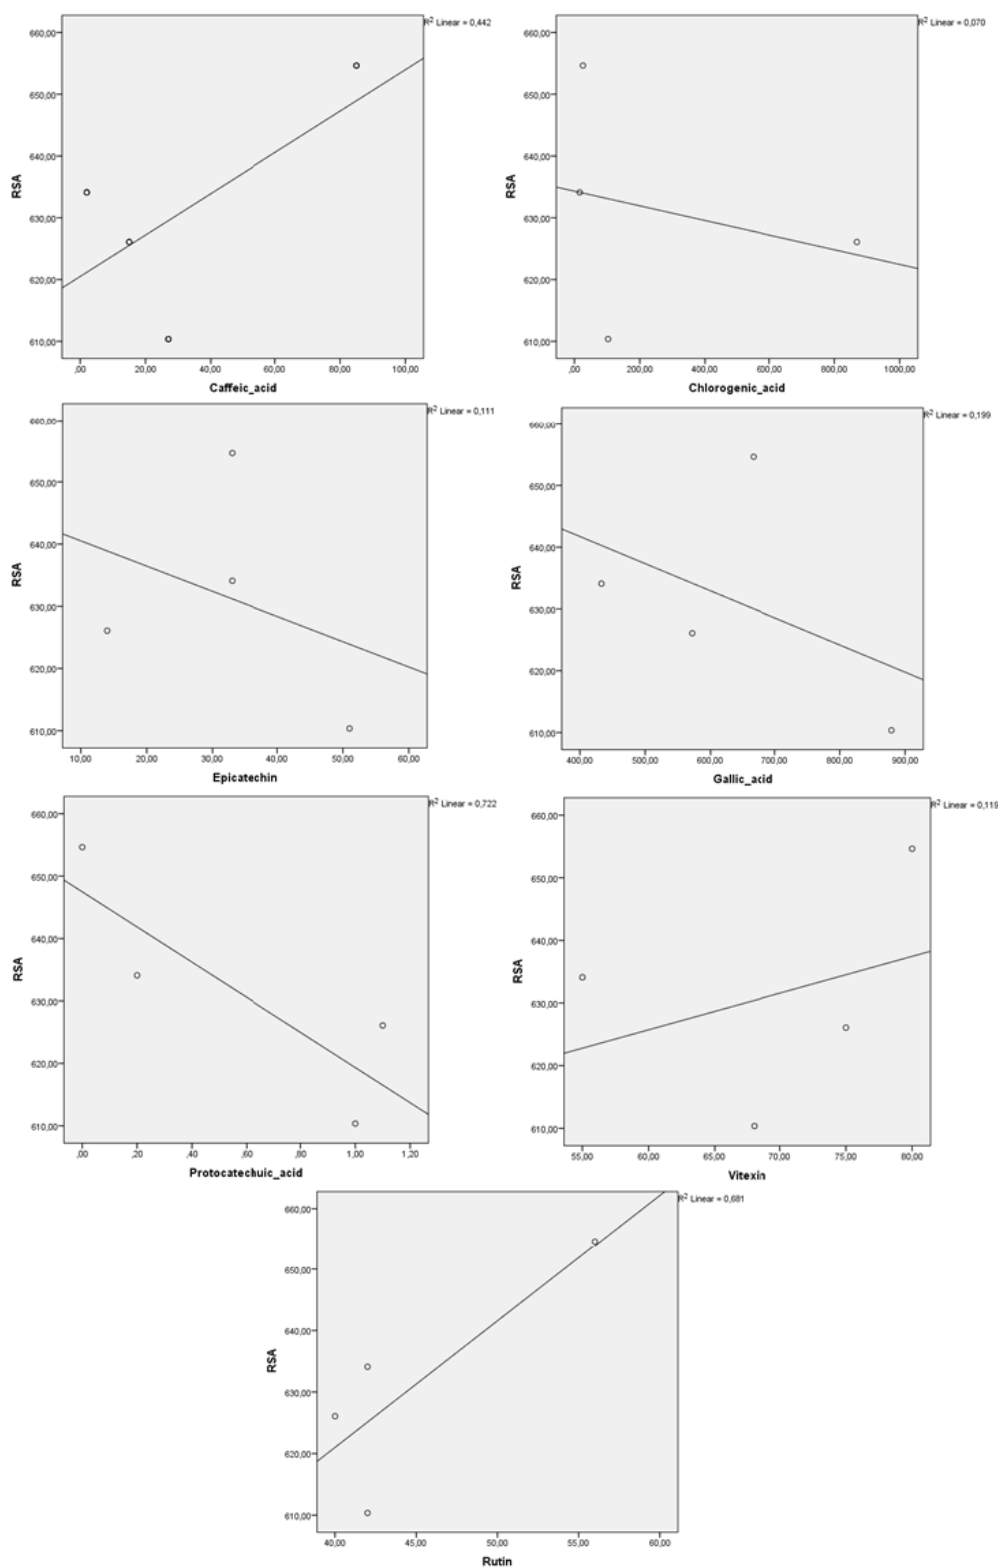 R² Linear = 0,442
660,00
650,00
640,00
630,00
620,00
610,00
RSA
,00 20,00 40,00 60,00 80,00 100,00
Caffeic_acid
R² Linear = 0,070
660,00
650,00
640,00
630,00
620,00
610,00
RSA
,00 200,00 400,00 600,00 800,00 1000,00
Chlorogenic_acid
R² Linear = 0,111
660,00
650,00
640,00
630,00
620,00
610,00
RSA
10,00 20,00 30,00 40,00 50,00 60,00
Epicatechin
R² Linear = 0,199
660,00
650,00
640,00
630,00
620,00
610,00
RSA
400,00 500,00 600,00 700,00 800,00 900,00
Gallic_acid
R² Linear = 0,722
660,00
650,00
640,00
630,00
620,00
610,00
RSA
,00 ,20 ,40 ,60 ,80 1,00 1,20
Protocatechuic_acid
R² Linear = 0,119
660,00
650,00
640,00
630,00
620,00
610,00
RSA
55,00 60,00 65,00 70,00 75,00 80,00
Vitexin
R² Linear = 0,681
660,00
650,00
640,00
630,00
620,00
610,00
RSA
40,00 45,00 50,00 55,00 60,00
Rutin